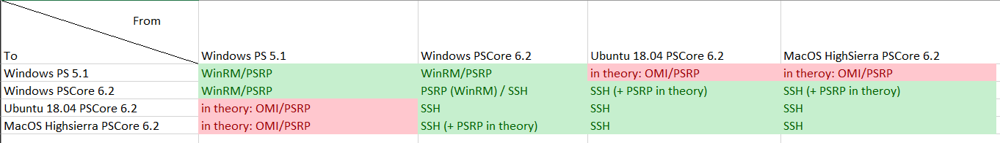 From
To Windows PS 5.1 Windows PSCore 6.2 Ubuntu 18.04 PSCore 6.2 MacOS HighSierra PSCore 6.2
Windows PS 5.1 WinRM/PSRP WinRM/PSRP in theory: OMI/PSRP in theroy: OMI/PSRP
Windows PSCore 6.2 WinRM/PSRP PSRP (WinRM) / SSH SSH (+ PSRP in theory) SSH (+ PSRP in theroy)
Ubuntu 18.04 PSCore 6.2 in theory: OMI/PSRP SSH SSH SSH
MacOS Highsierra PSCore 6.2 in theory: OMI/PSRP SSH (+ PSRP in theory) SSH SSH